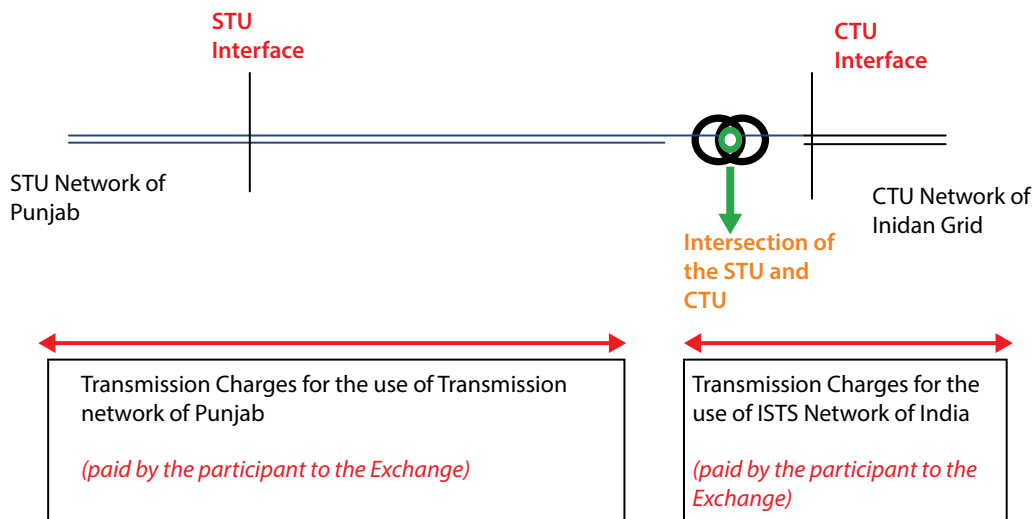 STU
Interface
CTU
Interface
STU Network of
Punjab
CTU Network of
Inidan Grid
Intersection of
the STU and
CTU
Transmission Charges for the use of Transmission
network of Punjab
(paid by the participant to the Exchange)
Transmission Charges for the
use of ISTS Network of India
(paid by the participant to the
Exchange)